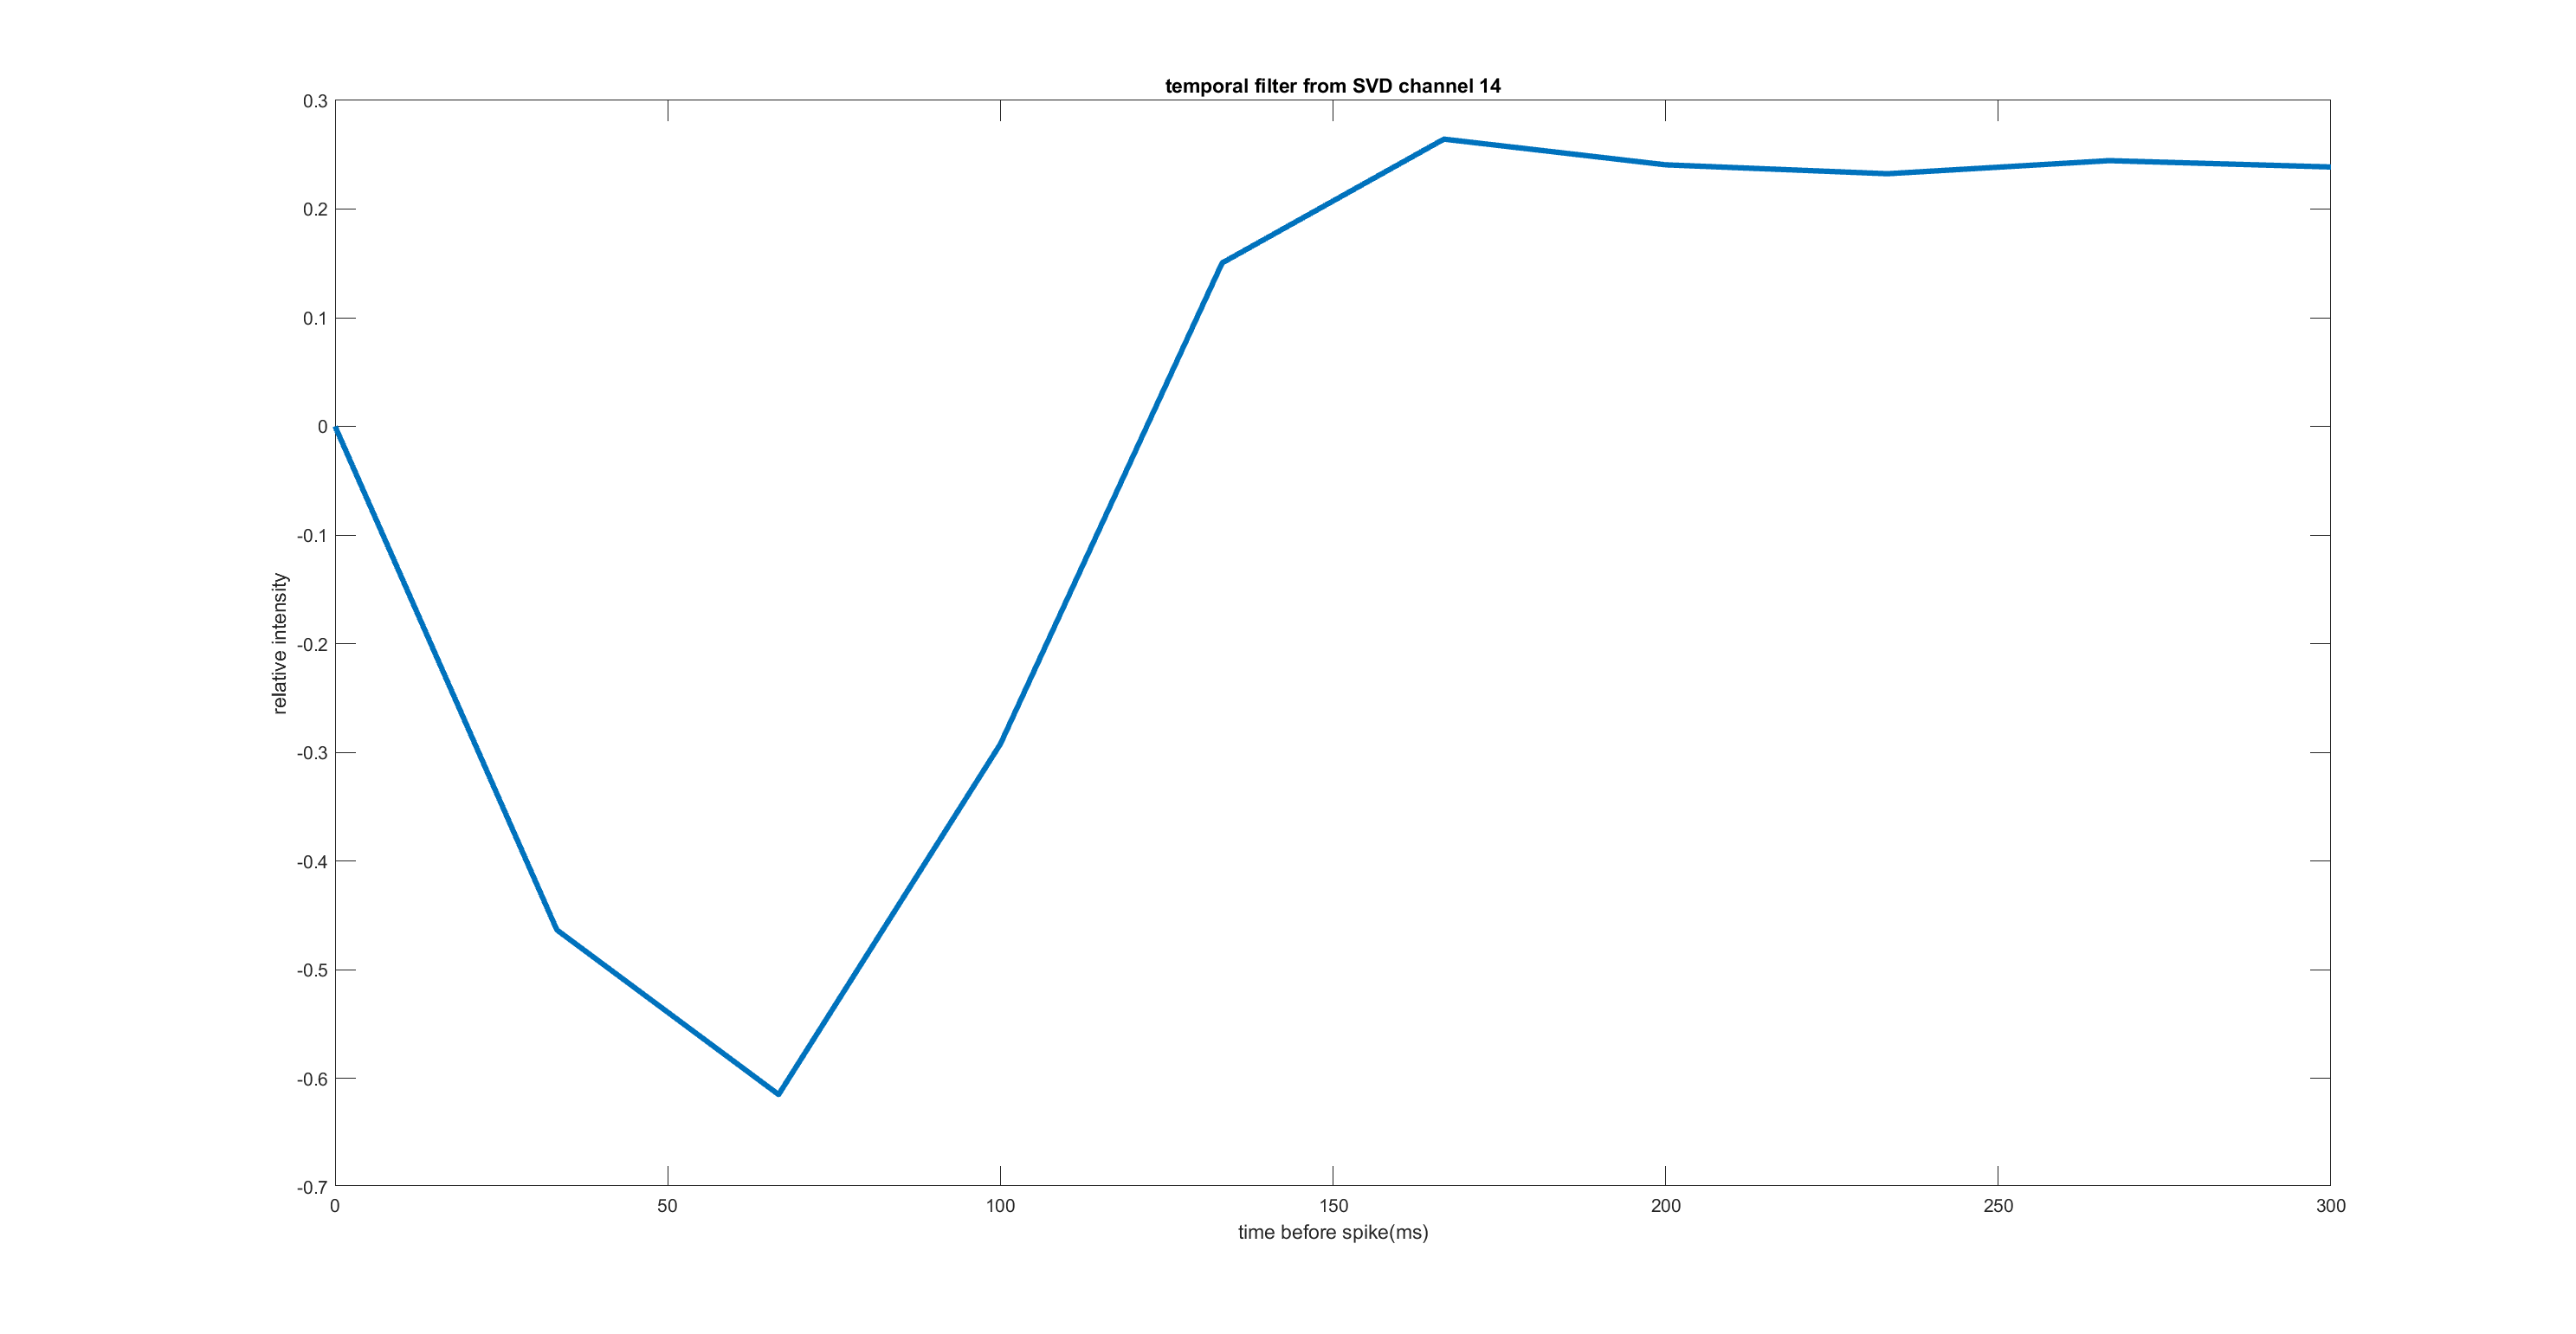 temporal filter from SVD channel 14
0.3
0.2
0.1
0
-0.1
-0.2
-0.3
-0.4
-0.5
-0.6
-0.7
relative intensity
0 50 100 150 200 250 300
time before spike(ms)